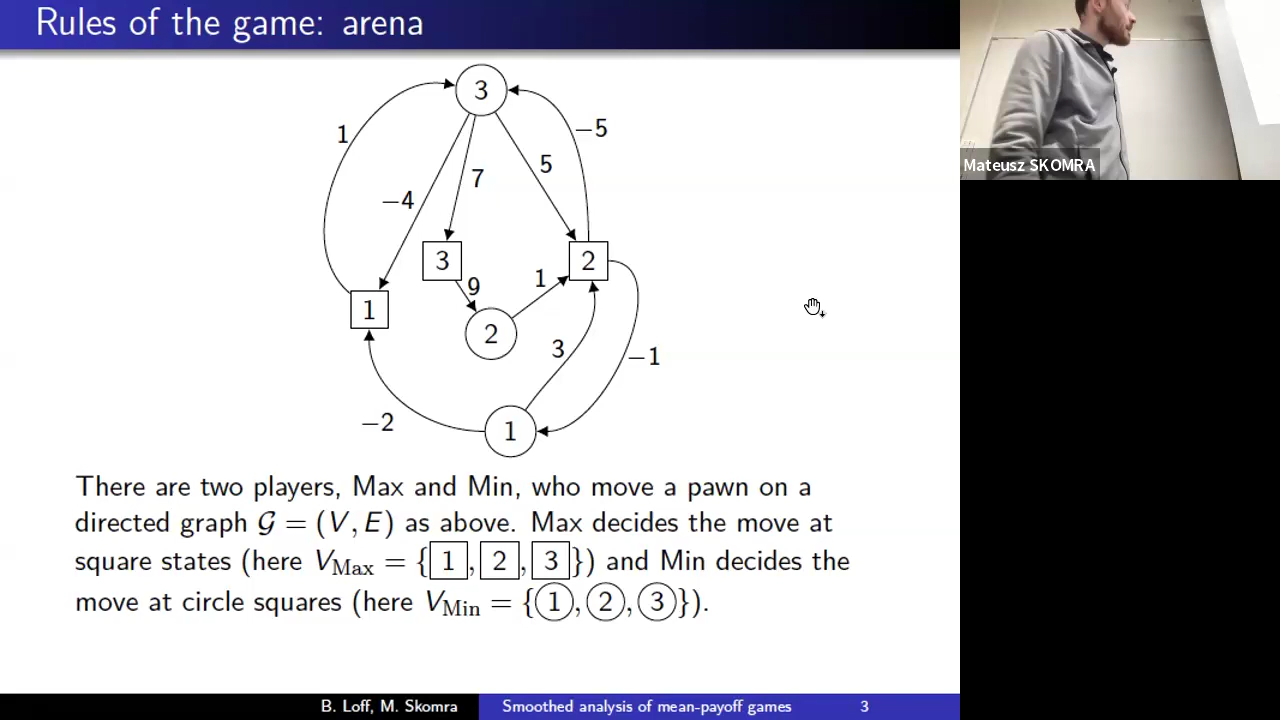 Rules of the game: arena
Mateusz SKOMRA
3
1
−5
−4
7
5
3
2
1
9
1
2
3
−1
−2
1
There are two players, Max and Min, who move a pawn on a
directed graph 𝒢 = (V, E) as above. Max decides the move at
square states (here V_Max = {1, 2, 3}) and Min decides the
move at circle squares (here V_Min = {1, 2, 3}).
B. Loff, M. Skomra Smoothed analysis of mean-payoff games 3